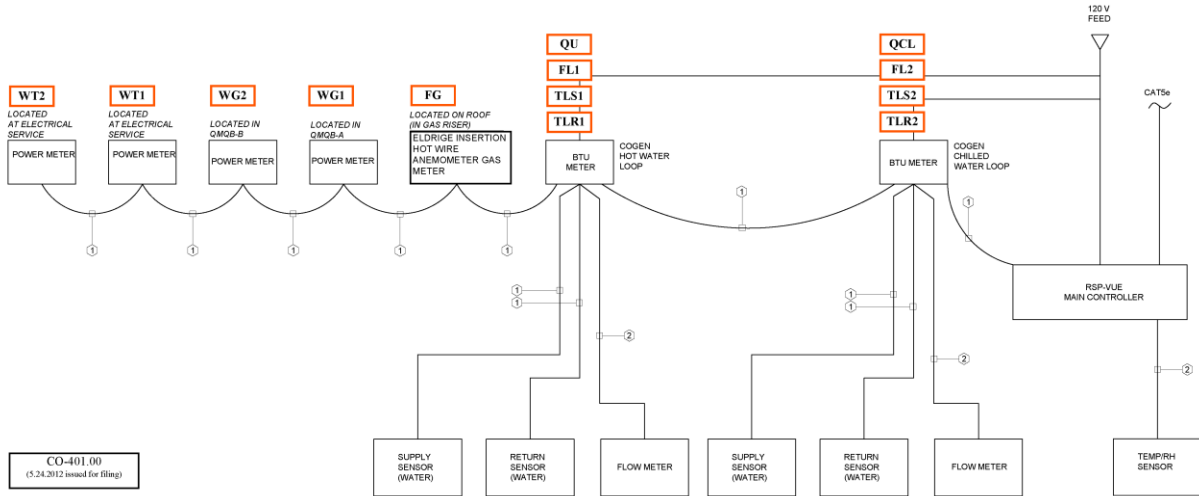 120 V
FEED
QU
QCL
FL1
FL2
WT2
WT1
WG2
WG1
FG
TLS1
TLS2
CAT5e
LOCATED
AT ELECTRICAL
SERVICE
LOCATED
AT ELECTRICAL
SERVICE
LOCATED IN
QMQB-B
LOCATED IN
QMQB-A
LOCATED ON ROOF
(IN GAS RISER)
TLR1
TLR2
POWER METER
POWER METER
POWER METER
POWER METER
ELDRIGE INSERTION
HOT WIRE
ANEMOMETER GAS
METER
BTU
METER
COGEN
HOT WATER
LOOP
BTU METER
COGEN
CHILLED
WATER LOOP
1
1
1
1
1
1
1
1
RSP-VUE
MAIN CONTROLLER
1
1
1
1
2
2
2
SUPPLY
SENSOR
(WATER)
RETURN
SENSOR
(WATER)
FLOW METER
SUPPLY
SENSOR
(WATER)
RETURN
SENSOR
(WATER)
FLOW METER
TEMP/RH
SENSOR
CO-401.00
(5.24.2012 issued for filing)